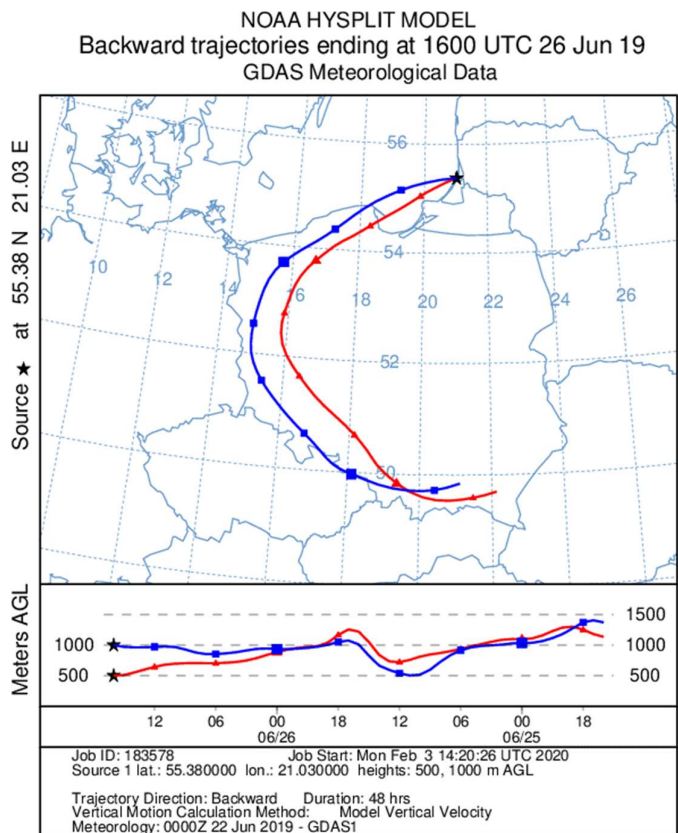 NOAA HYSPLIT MODEL
Backward trajectories ending at 1600 UTC 26 Jun 19
GDAS Meteorological Data
Source ★ at 55.38 N 21.03 E
56
54
10
12
14
16
18
20
22
24
26
52
50
Meters AGL
1500
1000
1000
500
500
12 06 00 18 12 06 00 18
06/26 06/25
Job ID: 183578 Job Start: Mon Feb 3 14:20:26 UTC 2020
Source 1 lat.: 55.380000 lon.: 21.030000 heights: 500, 1000 m AGL
Trajectory Direction: Backward Duration: 48 hrs
Vertical Motion Calculation Method: Model Vertical Velocity
Meteorology: 0000Z 22 Jun 2019 - GDAS1